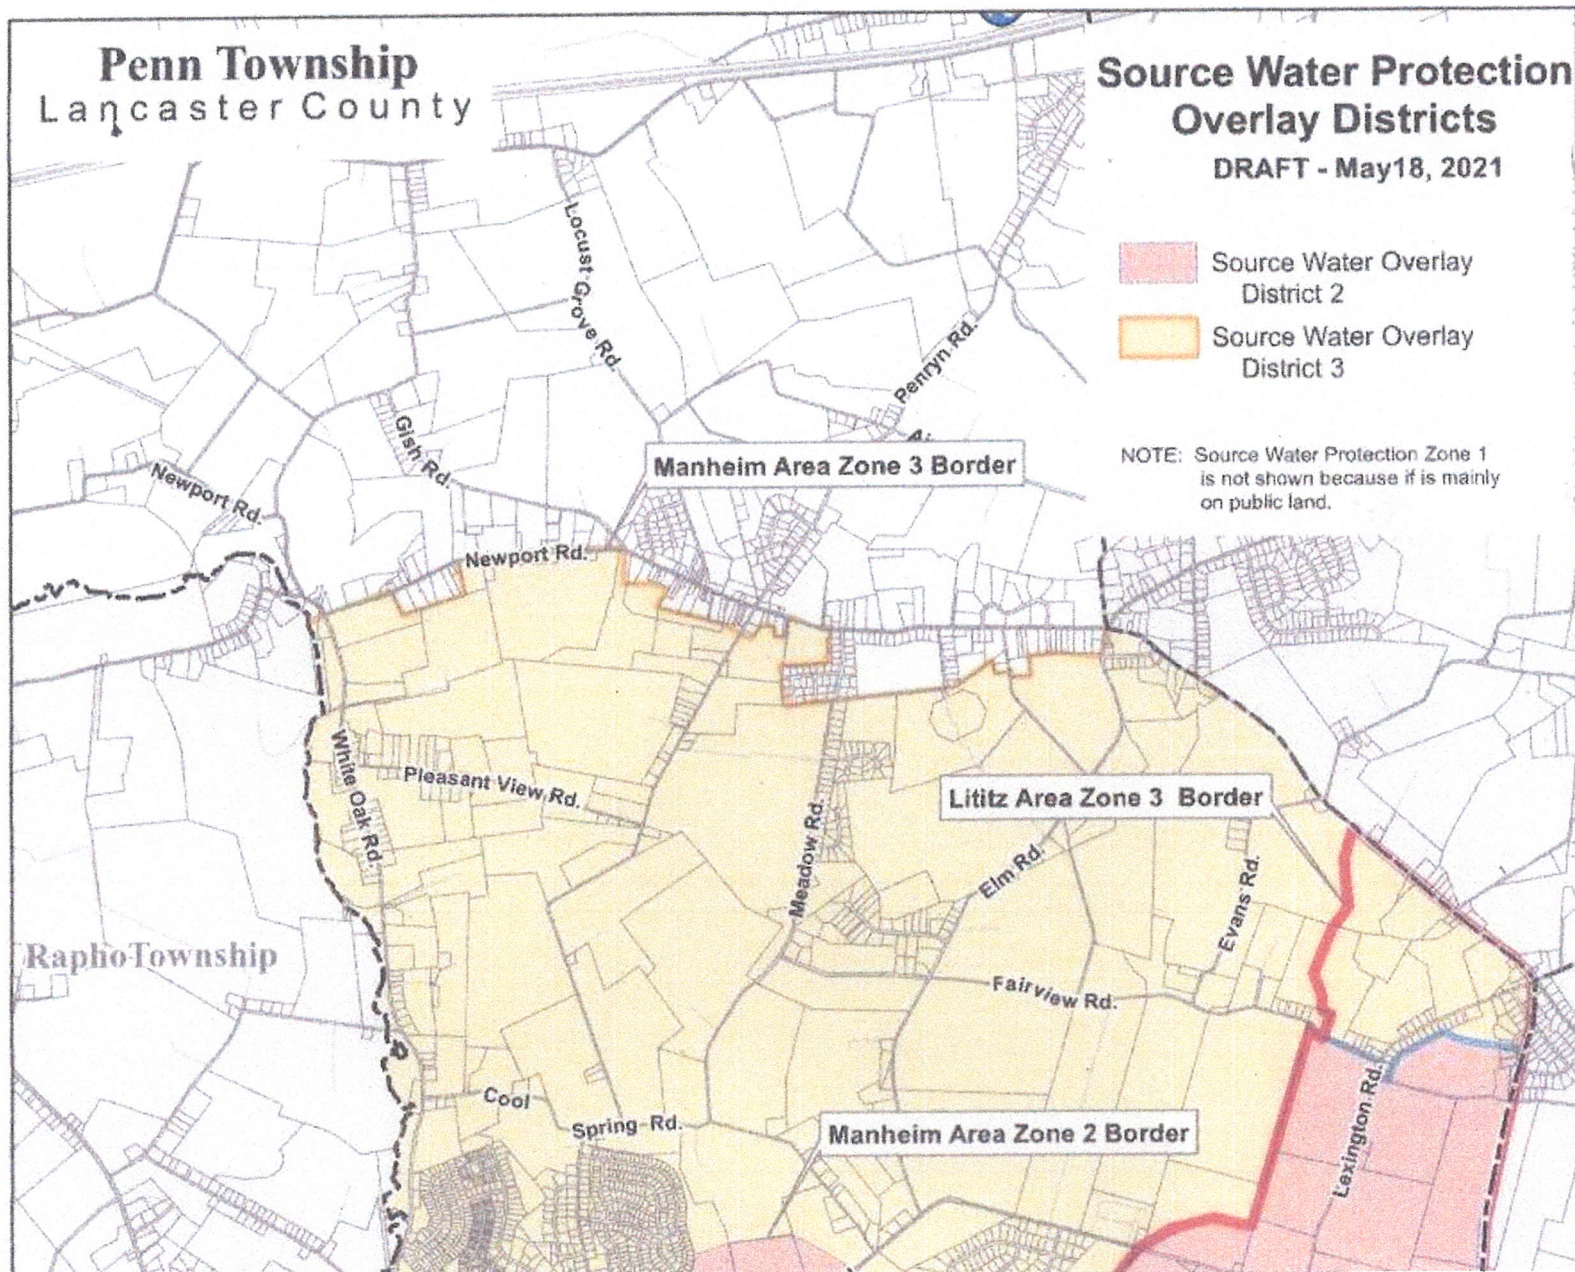 Penn Township
Lancaster County
Source Water Protection
Overlay Districts
DRAFT - May18, 2021
Source Water Overlay
District 2
Source Water Overlay
District 3
NOTE: Source Water Protection Zone 1
is not shown because if is mainly
on public land.
Locust Grove Rd.
Penryn Rd.
Gish Rd.
Manheim Area Zone 3 Border
Newport Rd.
Newport Rd.
White Oak Rd.
Pleasant View Rd.
Meadow Rd.
Lititz Area Zone 3 Border
Elm Rd.
Evans Rd.
Rapho Township
Fairview Rd.
Lexington Rd.
Cool
Spring Rd.
Manheim Area Zone 2 Border